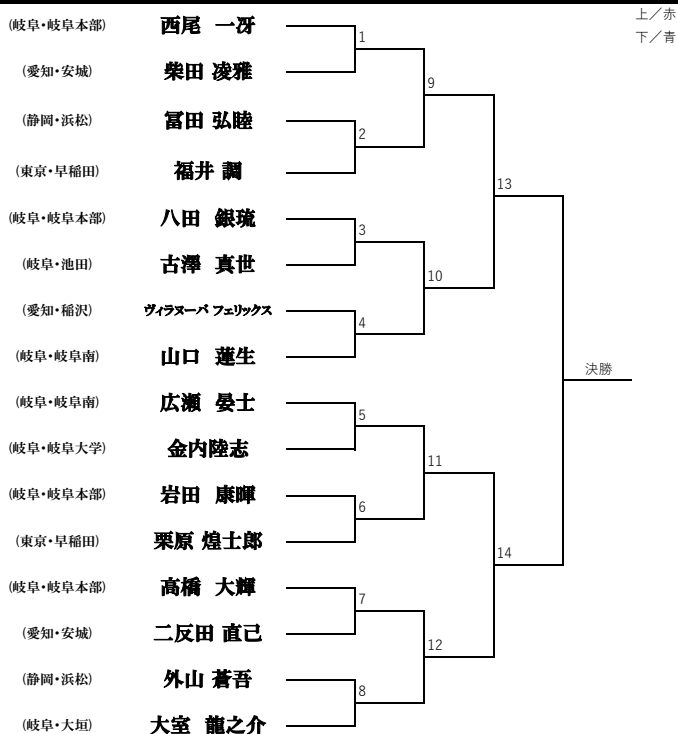 上／赤
下／青
(岐阜・岐阜本部) 西尾 一冴
1
(愛知・安城) 柴田 凌雅
9
(静岡・浜松) 冨田 弘睦
2
(東京・早稲田) 福井 調
13
(岐阜・岐阜本部) 八田 銀琉
3
(岐阜・池田) 古澤 真世
10
(愛知・稲沢) ヴィラヌーバ フェリックス
4
(岐阜・岐阜南) 山口 蓮生
決勝
(岐阜・岐阜南) 広瀬 晏士
5
(岐阜・岐阜大学) 金内陸志
11
(岐阜・岐阜本部) 岩田 康暉
6
(東京・早稲田) 栗原 煌士郎
14
(岐阜・岐阜本部) 高橋 大輝
7
(愛知・安城) 二反田 直己
12
(静岡・浜松) 外山 蒼吾
8
(岐阜・大垣) 大室 龍之介